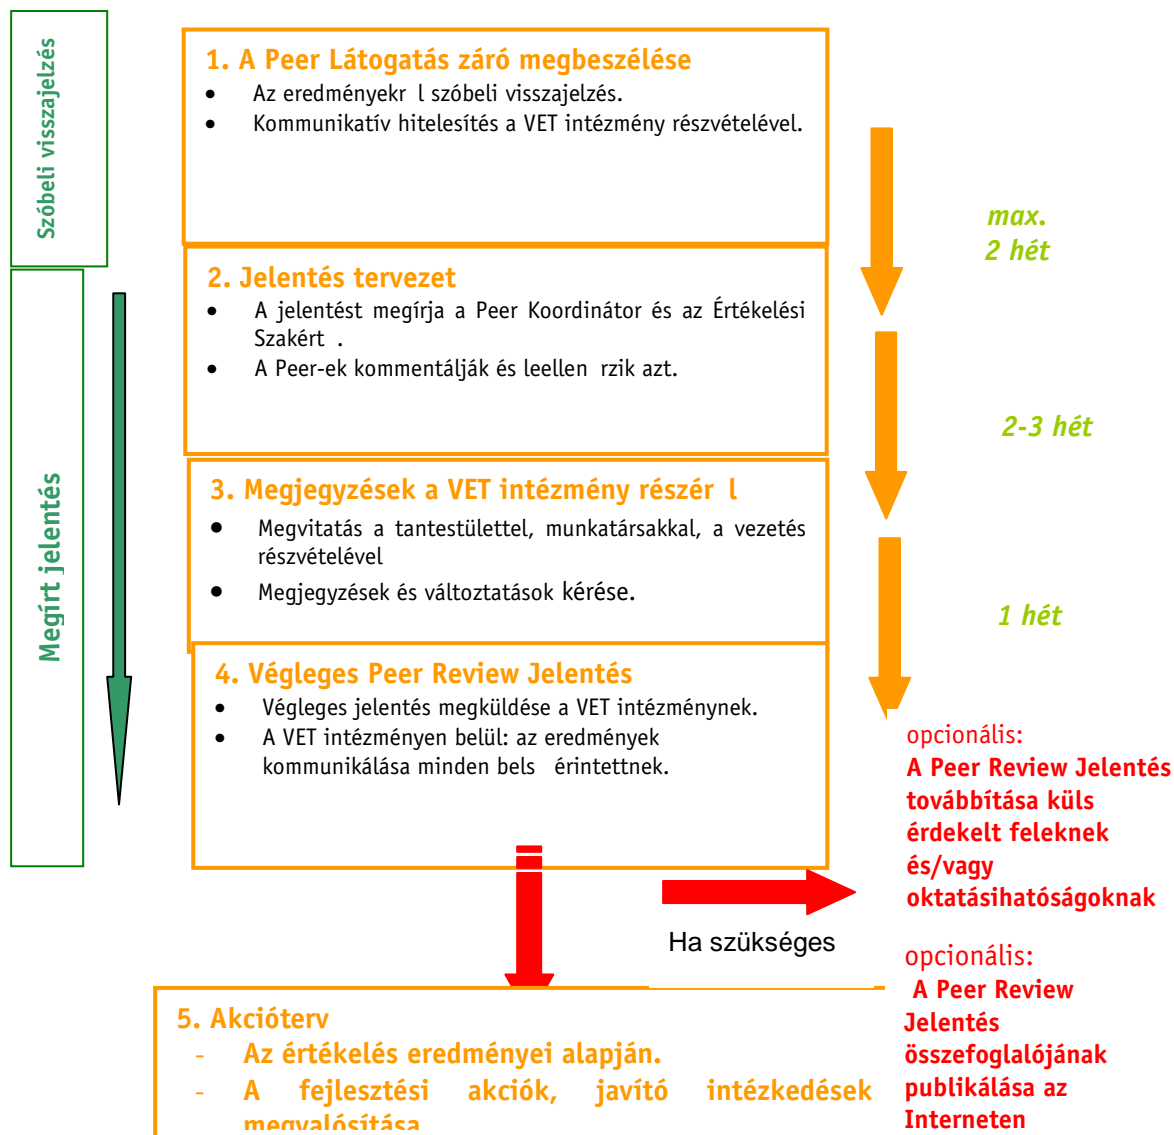 Szóbeli visszajelzés
1. A Peer Látogatás záró megbeszélése
• Az eredményekr l szóbeli visszajelzés.
• Kommunikatív hitelesítés a VET intézmény részvételével.
max.
2 hét
Megírt jelentés
2. Jelentés tervezet
• A jelentést megírja a Peer Koordinátor és az Értékelési
Szakért .
• A Peer-ek kommentálják és leellen rzik azt.
2-3 hét
3. Megjegyzések a VET intézmény részér l
• Megvitatás a tantestülettel, munkatársakkal, a vezetés
részvételével
• Megjegyzések és változtatások kérése.
1 hét
4. Végleges Peer Review Jelentés
• Végleges jelentés megküldése a VET intézménynek.
• A VET intézményen belül: az eredmények
kommunikálása minden bels érintettnek.
opcionális:
A Peer Review Jelentés
továbbítása küls
érdekelt feleknek
és/vagy
oktatásihatóságoknak
Ha szükséges
opcionális:
A Peer Review
Jelentés
összefoglalójának
publikálása az
Interneten
5. Akcióterv
- Az értékelés eredményei alapján.
- A fejlesztési akciók, javító intézkedések
megvalósítása